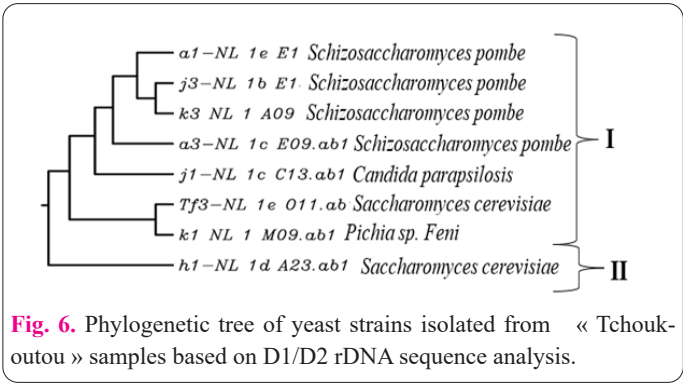 a1-NL 1e E1 Schizosaccharomyces pombe
j3-NL 1b E1 Schizosaccharomyces pombe
k3 NL 1 A09 Schizosaccharomyces pombe
a3-NL 1c E09.ab1 Schizosaccharomyces pombe
I
j1-NL 1c C13.ab1 Candida parapsilosis
Tf3-NL 1e O11.ab Saccharomyces cerevisiae
k1 NL 1 M09.ab1 Pichia sp. Feni
h1-NL 1d A23.ab1 Saccharomyces cerevisiae
II
Fig. 6. Phylogenetic tree of yeast strains isolated from « Tchouk-
outou » samples based on D1/D2 rDNA sequence analysis.